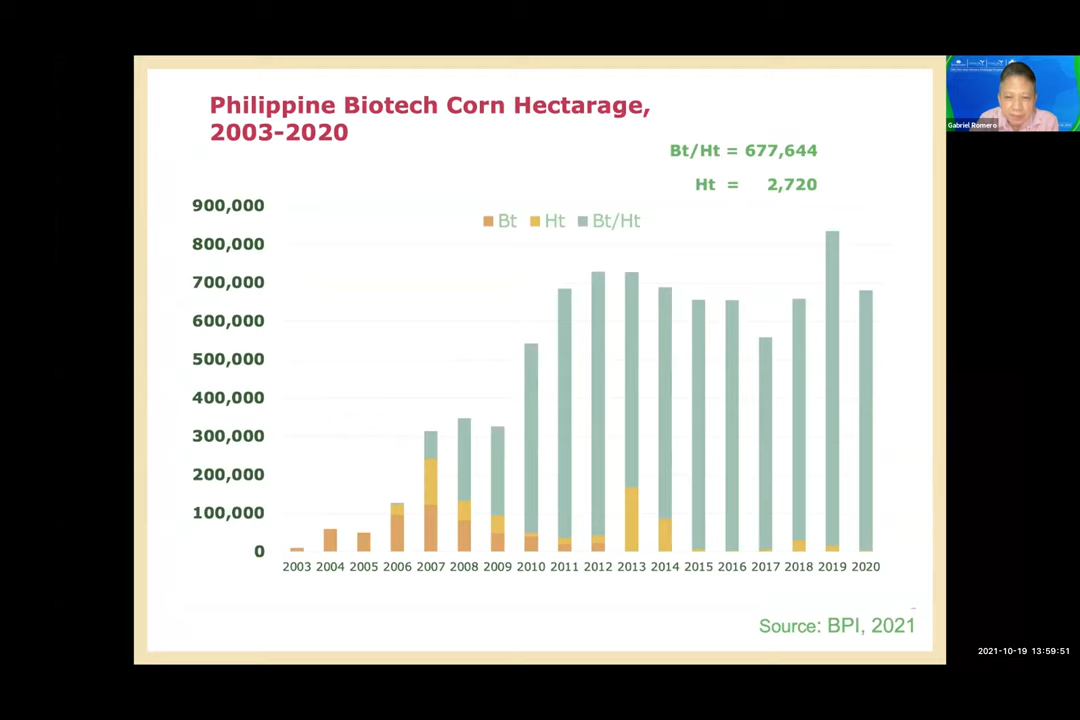 Philippine Biotech Corn Hectarage,
2003-2020
Bt/Ht = 677,644
Ht = 2,720
900,000
800,000
700,000
600,000
500,000
400,000
300,000
200,000
100,000
0
Bt Ht Bt/Ht
2003 2004 2005 2006 2007 2008 2009 2010 2011 2012 2013 2014 2015 2016 2017 2018 2019 2020
Source: BPI, 2021
Gabriel Romero
2021-10-19 13:59:51